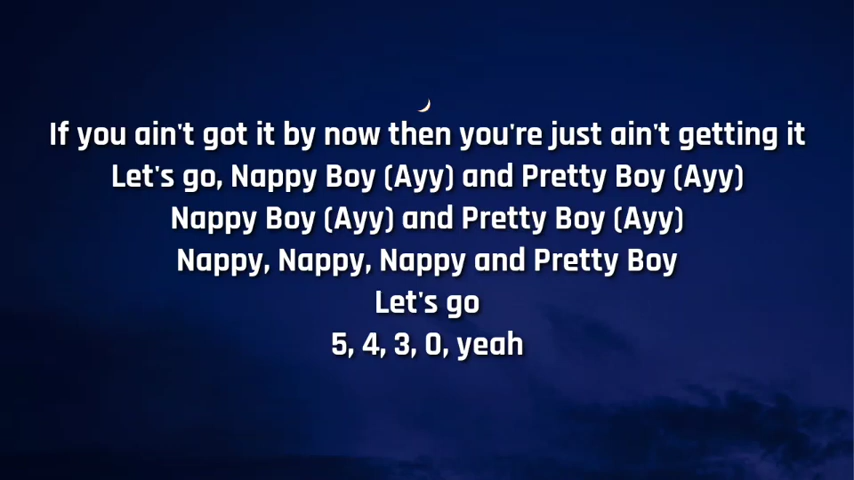 If you ain't got it by now then you're just ain't getting it
Let's go, Nappy Boy (Ayy) and Pretty Boy (Ayy)
Nappy Boy (Ayy) and Pretty Boy (Ayy)
Nappy, Nappy, Nappy and Pretty Boy
Let's go
5, 4, 3, 0, yeah